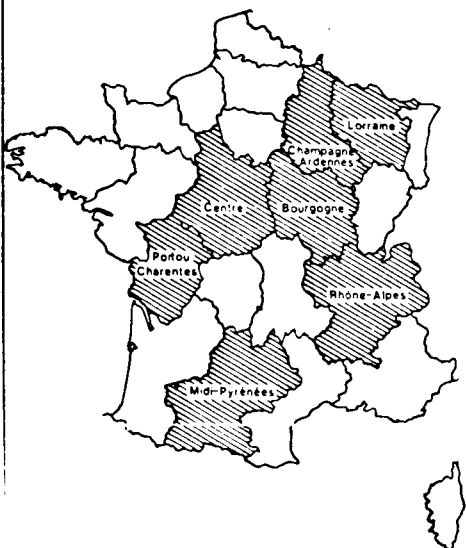 Lorraine
Champagne
Ardennes
Centre
Bourgogne
Poitou
Charentes
Rhône-Alpes
Midi-Pyrénées